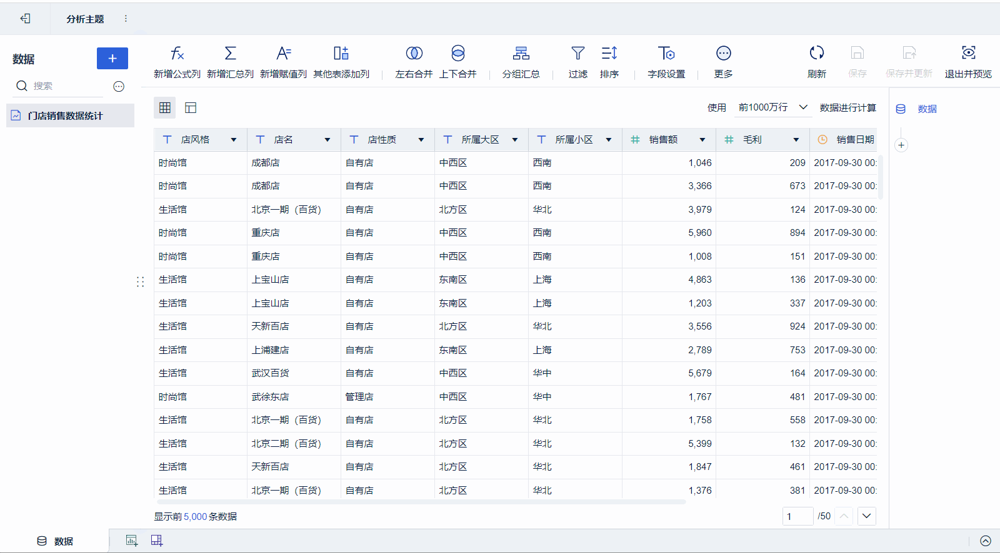 分析主题
数据
搜索
门店销售数据统计
新增公式列 新增汇总列 新增赋值列 其他表添加列 左右合并 上下合并 分组汇总 过滤 排序 字段设置 更多 刷新 保存 保存并更新 退出并预览
使用 前1000万行 数据进行计算
数据
店风格 店名 店性质 所属大区 所属小区 销售额 毛利 销售日期
时尚馆 成都店 自有店 中西区 西南 1,046 209 2017-09-30 00:
时尚馆 成都店 自有店 中西区 西南 3,366 673 2017-09-30 00:
生活馆 北京一期（百货） 自有店 北方区 华北 3,979 124 2017-09-30 00:
时尚馆 重庆店 自有店 中西区 西南 5,960 894 2017-09-30 00:
时尚馆 重庆店 自有店 中西区 西南 1,008 151 2017-09-30 00:
生活馆 上宝山店 自有店 东南区 上海 4,863 136 2017-09-30 00:
生活馆 上宝山店 自有店 东南区 上海 1,203 337 2017-09-30 00:
生活馆 天新百店 自有店 北方区 华北 3,556 924 2017-09-30 00:
生活馆 上浦建店 自有店 东南区 上海 2,789 753 2017-09-30 00:
生活馆 武汉百货 自有店 中西区 华中 5,679 164 2017-09-30 00:
时尚馆 武徐东店 管理店 中西区 华中 1,767 481 2017-09-30 00:
生活馆 北京一期（百货） 自有店 北方区 华北 1,758 558 2017-09-30 00:
生活馆 北京二期（百货） 自有店 北方区 华北 5,399 132 2017-09-30 00:
生活馆 天新百店 自有店 北方区 华北 1,847 461 2017-09-30 00:
生活馆 北京一期（百货） 自有店 北方区 华北 1,376 381 2017-09-30 00:
显示前 5,000 条数据 1 /50
数据